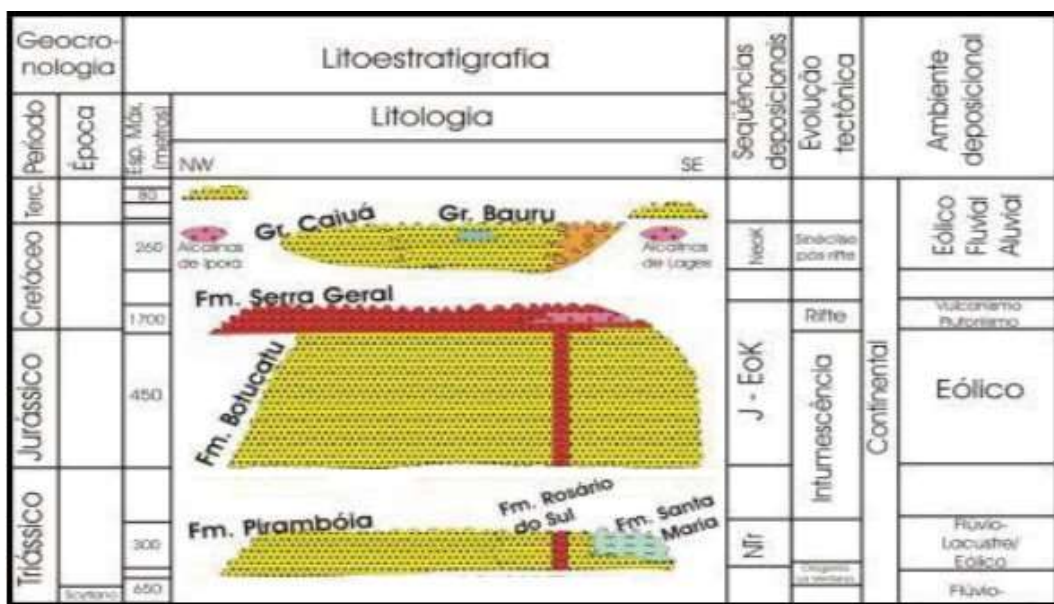 Geocro-
nologia
Litoestratigrafia
Seqüências
deposicionais
Evolução
tectônica
Ambiente
deposicional
Período
Época
Esp. Máx.
(metros)
Litologia
NW
SE
Terc.
80
Gr. Caiuá
Gr. Bauru
Eólico
Fluvial
Aluvial
Cretáceo
260
Alcalinas
de Iporá
Alcalinas
de Lages
NeoK
Sinéclise
pós rifte
Fm. Serra Geral
1700
Rifte
Vulcanismo
Plutonismo
Jurássico
450
Fm. Botucatu
J - EoK
Intumescência
Continental
Eólico
Triássico
Fm. Pirambóia
Fm. Rosário
do Sul
Fm. Santa
Maria
300
NTr
Flúvio-
Lacustre/
Eólico
650
Flúvio-